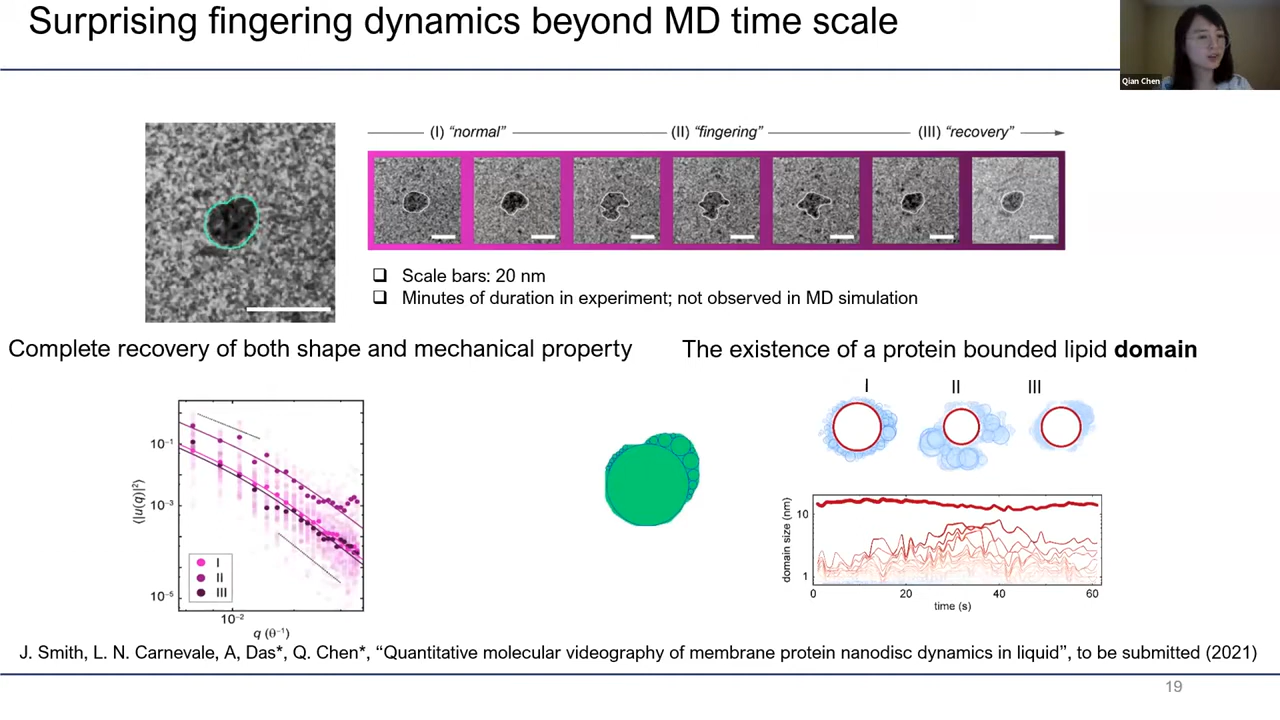 Surprising fingering dynamics beyond MD time scale
Qian Chen
(I) “normal”
(II) “fingering”
(III) “recovery”
❑ Scale bars: 20 nm
❑ Minutes of duration in experiment; not observed in MD simulation
Complete recovery of both shape and mechanical property
The existence of a protein bounded lipid domain
I
II
III
10⁻¹
10⁻³
10⁻⁵
⟨|u(q)|²⟩
I
II
III
10⁻²
q (θ⁻¹)
domain size (nm)
10
1
0
20
40
60
time (s)
J. Smith, L. N. Carnevale, A, Das*, Q. Chen*, “Quantitative molecular videography of membrane protein nanodisc dynamics in liquid”, to be submitted (2021)
19